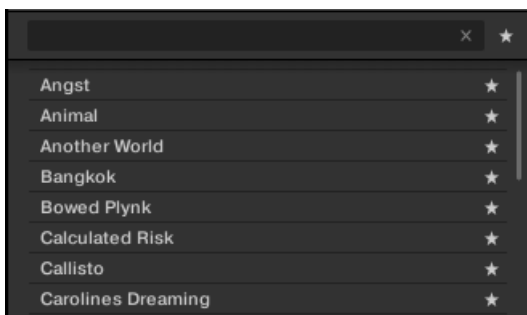 Angst
Animal
Another World
Bangkok
Bowed Plynk
Calculated Risk
Callisto
Carolines Dreaming